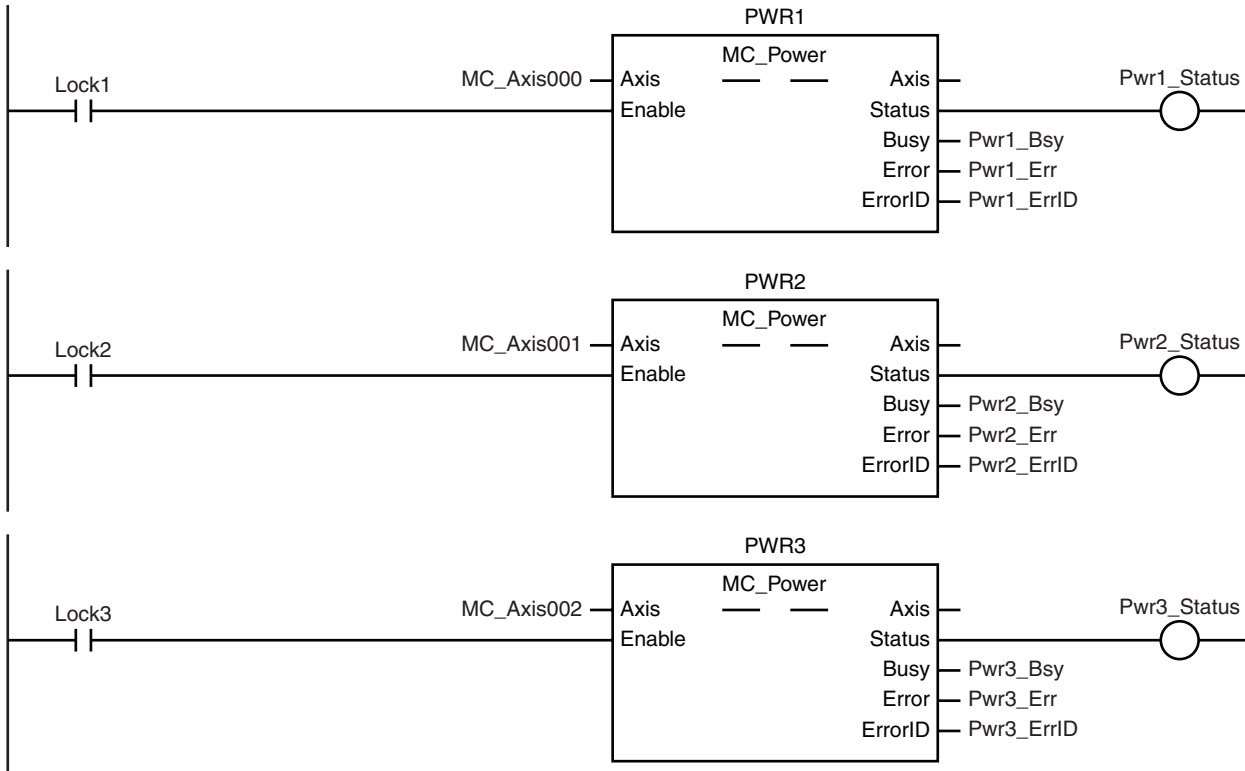 PWR1
MC_Power
Lock1
MC_Axis000
Axis
Axis
Pwr1_Status
Enable
Status
Busy
Pwr1_Bsy
Error
Pwr1_Err
ErrorID
Pwr1_ErrID
PWR2
MC_Power
Lock2
MC_Axis001
Axis
Axis
Pwr2_Status
Enable
Status
Busy
Pwr2_Bsy
Error
Pwr2_Err
ErrorID
Pwr2_ErrID
PWR3
MC_Power
Lock3
MC_Axis002
Axis
Axis
Pwr3_Status
Enable
Status
Busy
Pwr3_Bsy
Error
Pwr3_Err
ErrorID
Pwr3_ErrID